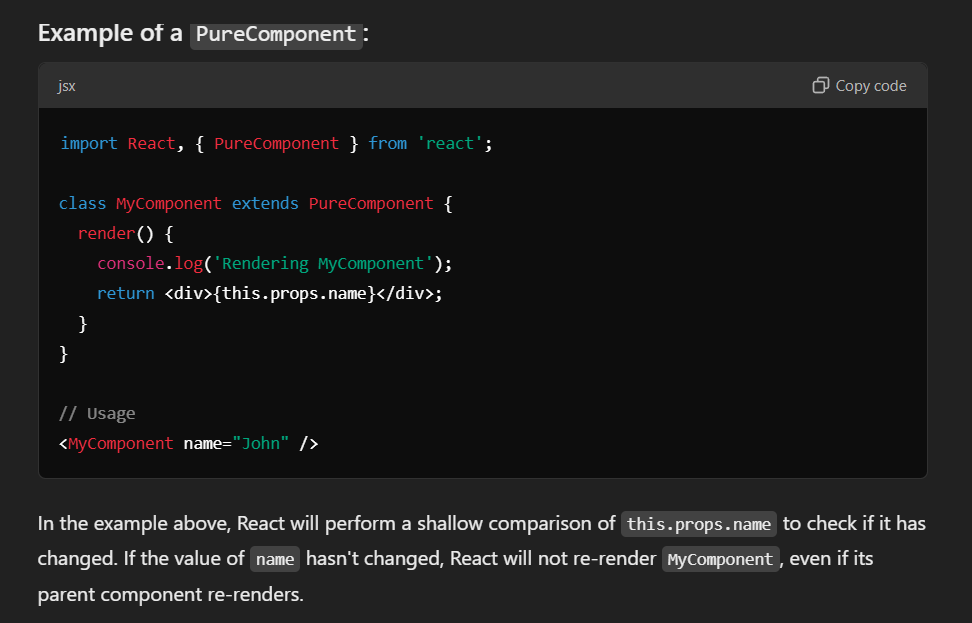 Example of a PureComponent:
jsx
Copy code
import React, { PureComponent } from 'react';
class MyComponent extends PureComponent {
  render() {
    console.log('Rendering MyComponent');
    return <div>{this.props.name}</div>;
  }
}
// Usage
<MyComponent name="John" />
In the example above, React will perform a shallow comparison of this.props.name to check if it has
changed. If the value of name hasn't changed, React will not re-render MyComponent, even if its
parent component re-renders.